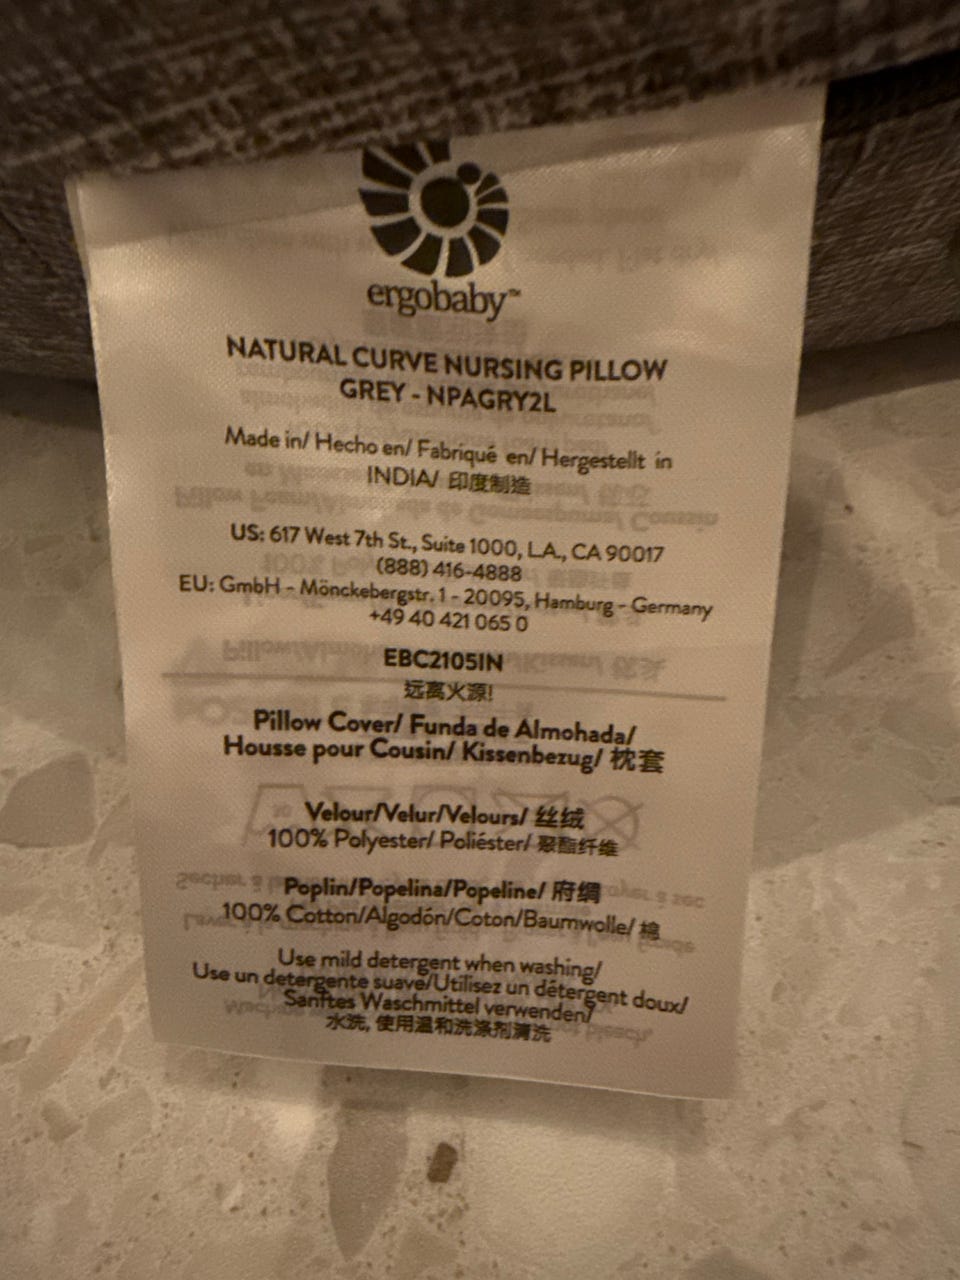 ergobaby™
NATURAL CURVE NURSING PILLOW
GREY - NPAGRY2L
Made in/ Hecho en/ Fabriqué en/ Hergestellt in
INDIA/ 印度制造
US: 617 West 7th St., Suite 1000, L.A., CA 90017
(888) 416-4888
EU: GmbH - Mönckebergstr. 1 - 20095, Hamburg - Germany
+49 40 421 065 0
EBC2105IN
远离火源!
Pillow Cover/ Funda de Almohada/
Housse pour Cousin/ Kissenbezug/ 枕套
Velour/Velur/Velours/ 丝绒
100% Polyester/ Poliéster/ 聚酯纤维
Poplin/Popelina/Popeline/ 府綢
100% Cotton/Algodón/Coton/Baumwolle/ 棉
Use mild detergent when washing/
Use un detergente suave/Utilisez un détergent doux/
Sanftes Waschmittel verwenden/
水洗, 使用温和洗涤剂清洗